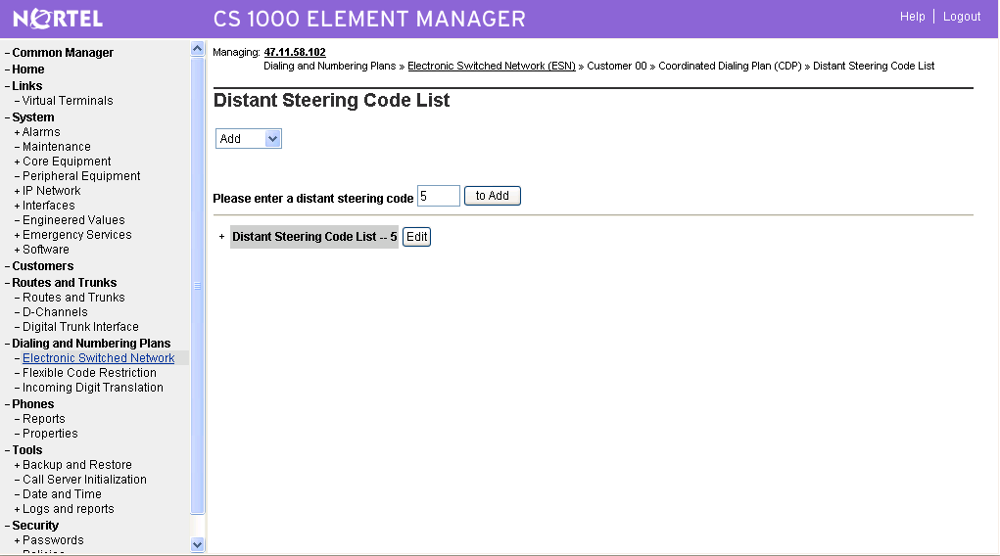 NORTEL
CS 1000 ELEMENT MANAGER
Help | Logout
– Common Manager
– Home
– Links
– Virtual Terminals
– System
+ Alarms
– Maintenance
+ Core Equipment
– Peripheral Equipment
+ IP Network
+ Interfaces
– Engineered Values
+ Emergency Services
+ Software
– Customers
– Routes and Trunks
– Routes and Trunks
– D-Channels
– Digital Trunk Interface
– Dialing and Numbering Plans
– Electronic Switched Network
– Flexible Code Restriction
– Incoming Digit Translation
– Phones
– Reports
– Properties
– Tools
+ Backup and Restore
– Call Server Initialization
– Date and Time
+ Logs and reports
– Security
+ Passwords
Managing: 47.11.58.102
Dialing and Numbering Plans » Electronic Switched Network (ESN) » Customer 00 » Coordinated Dialing Plan (CDP) » Distant Steering Code List
Distant Steering Code List
Add
Please enter a distant steering code 5 to Add
+ Distant Steering Code List -- 5 Edit